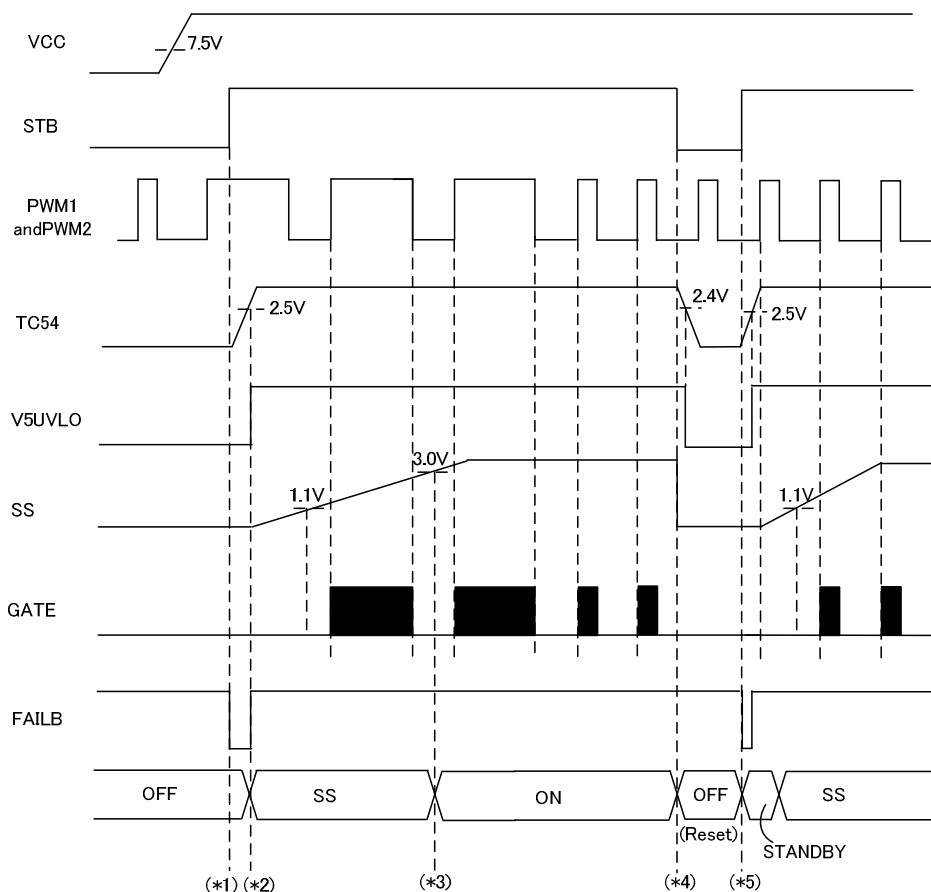 VCC
7.5V
STB
PWM1
andPWM2
TC54
2.5V
2.4V
2.5V
V5UVLO
SS
1.1V
3.0V
1.1V
GATE
FAILB
OFF
SS
ON
OFF
SS
(Reset)
STANDBY
(*1)
(*2)
(*3)
(*4)
(*5)